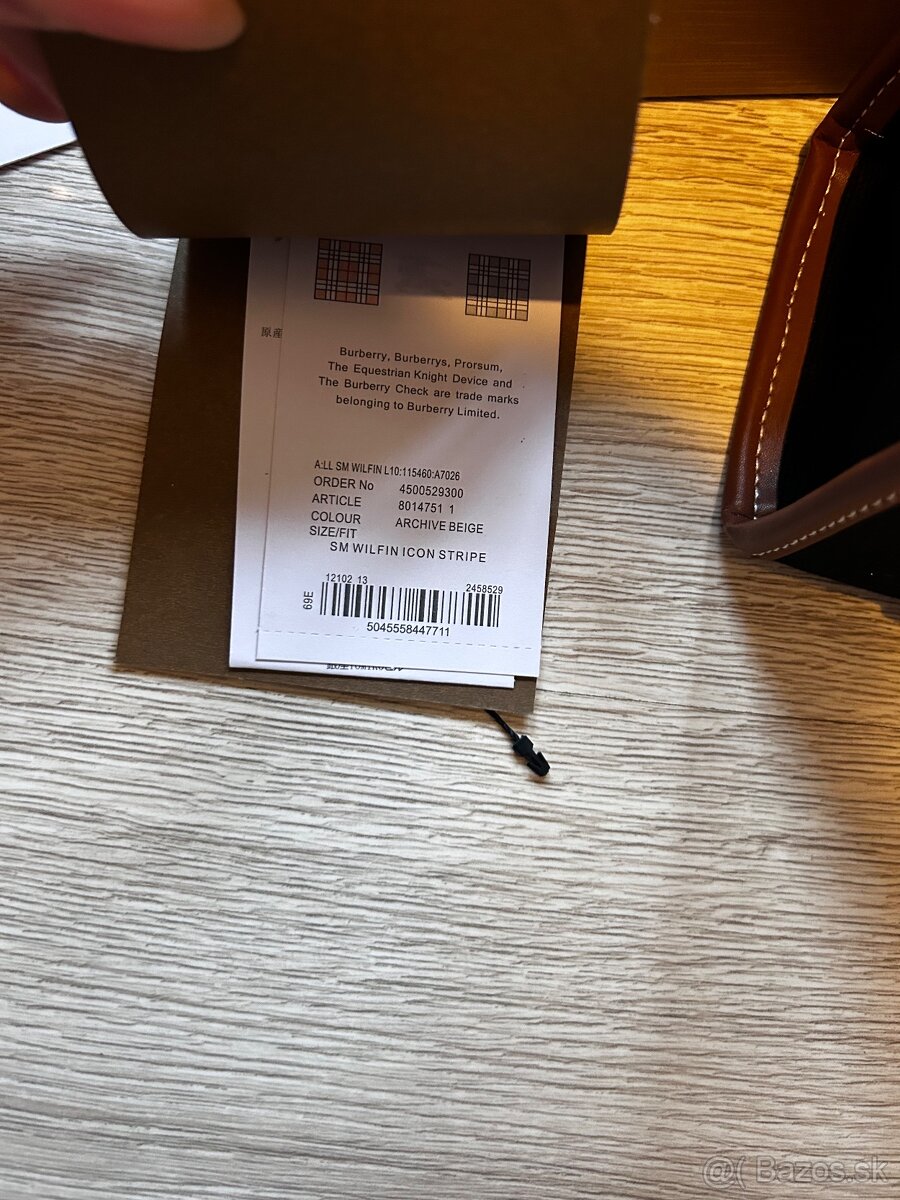 原産
Burberry, Burberrys, Prorsum,
The Equestrian Knight Device and
The Burberry Check are trade marks
belonging to Burberry Limited.
A:LL SM WILFIN L10:115460:A7026
ORDER No 4500529300
ARTICLE 8014751 1
COLOUR ARCHIVE BEIGE
SIZE/FIT
SM WILFIN ICON STRIPE
12102 13 2458529
69E
5045558447711
@( Bazos.sk